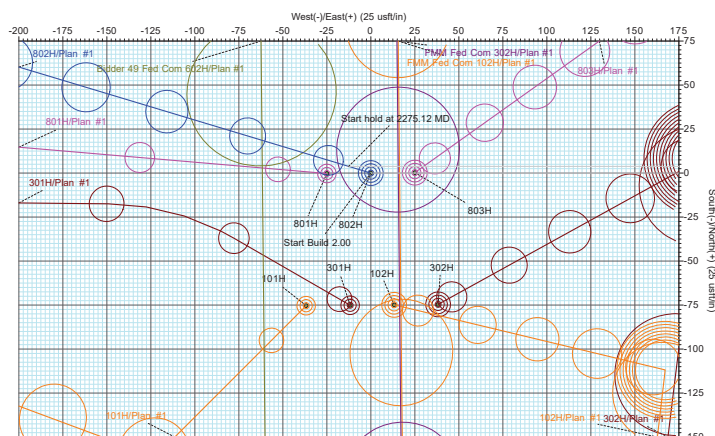 West(-)/East(+) (25 usft/in)
-200 -175 -150 -125 -100 -75 -50 -25 0 25 50 75 100 125 150 175
802H/Plan #1
Bidder 49 Fed Com 602H/Plan #1
PMM Fed Com 302H/Plan #1
FMM Fed Com 102H/Plan #1
803H/Plan #1
801H/Plan #1
Start hold at 2275.12 MD
301H/Plan #1
801H
802H
803H
Start Build 2.00
101H
301H
102H
302H
101H/Plan #1
102H/Plan #1
302H/Plan #1
75
50
25
0
-25
-50
-75
-100
-125
-150
South(-)/North(+) (25 usft/in)